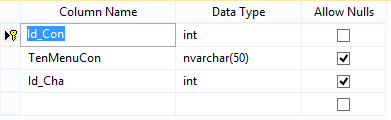 Column Name Data Type Allow Nulls
Id_Con int
TenMenuCon nvarchar(50)
Id_Cha int